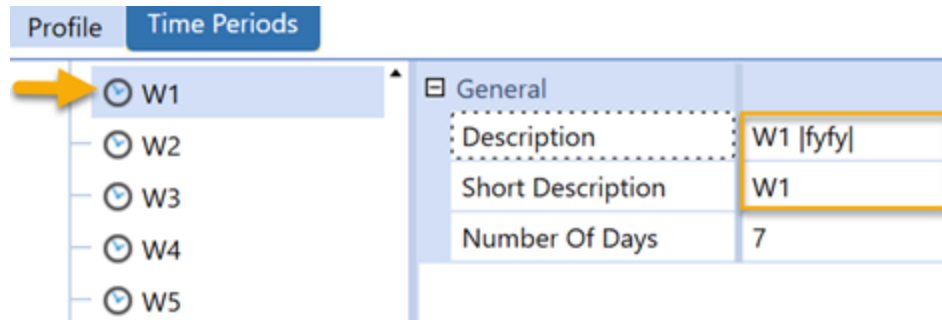 Profile
Time Periods
W1
W2
W3
W4
W5
General
Description W1 |fyfy|
Short Description W1
Number Of Days 7